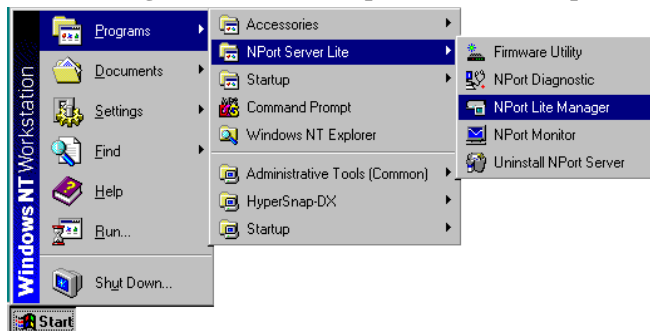 Programs
Documents
Settings
Find
Help
Run...
Shut Down...
Windows NT Workstation
Start
Accessories
NPort Server Lite
Startup
Command Prompt
Windows NT Explorer
Administrative Tools (Common)
HyperSnap-DX
Startup
Firmware Utility
NPort Diagnostic
NPort Lite Manager
NPort Monitor
Uninstall NPort Server